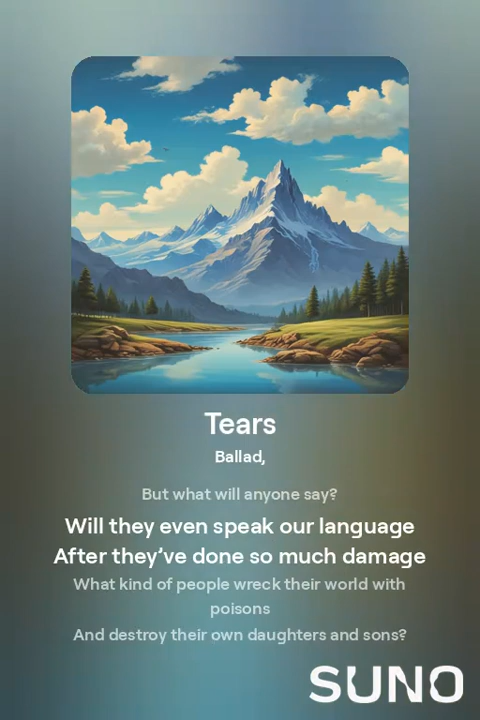 Tears
Ballad,
But what will anyone say?
Will they even speak our language
After they’ve done so much damage
What kind of people wreck their world with
poisons
And destroy their own daughters and sons?
SUNO